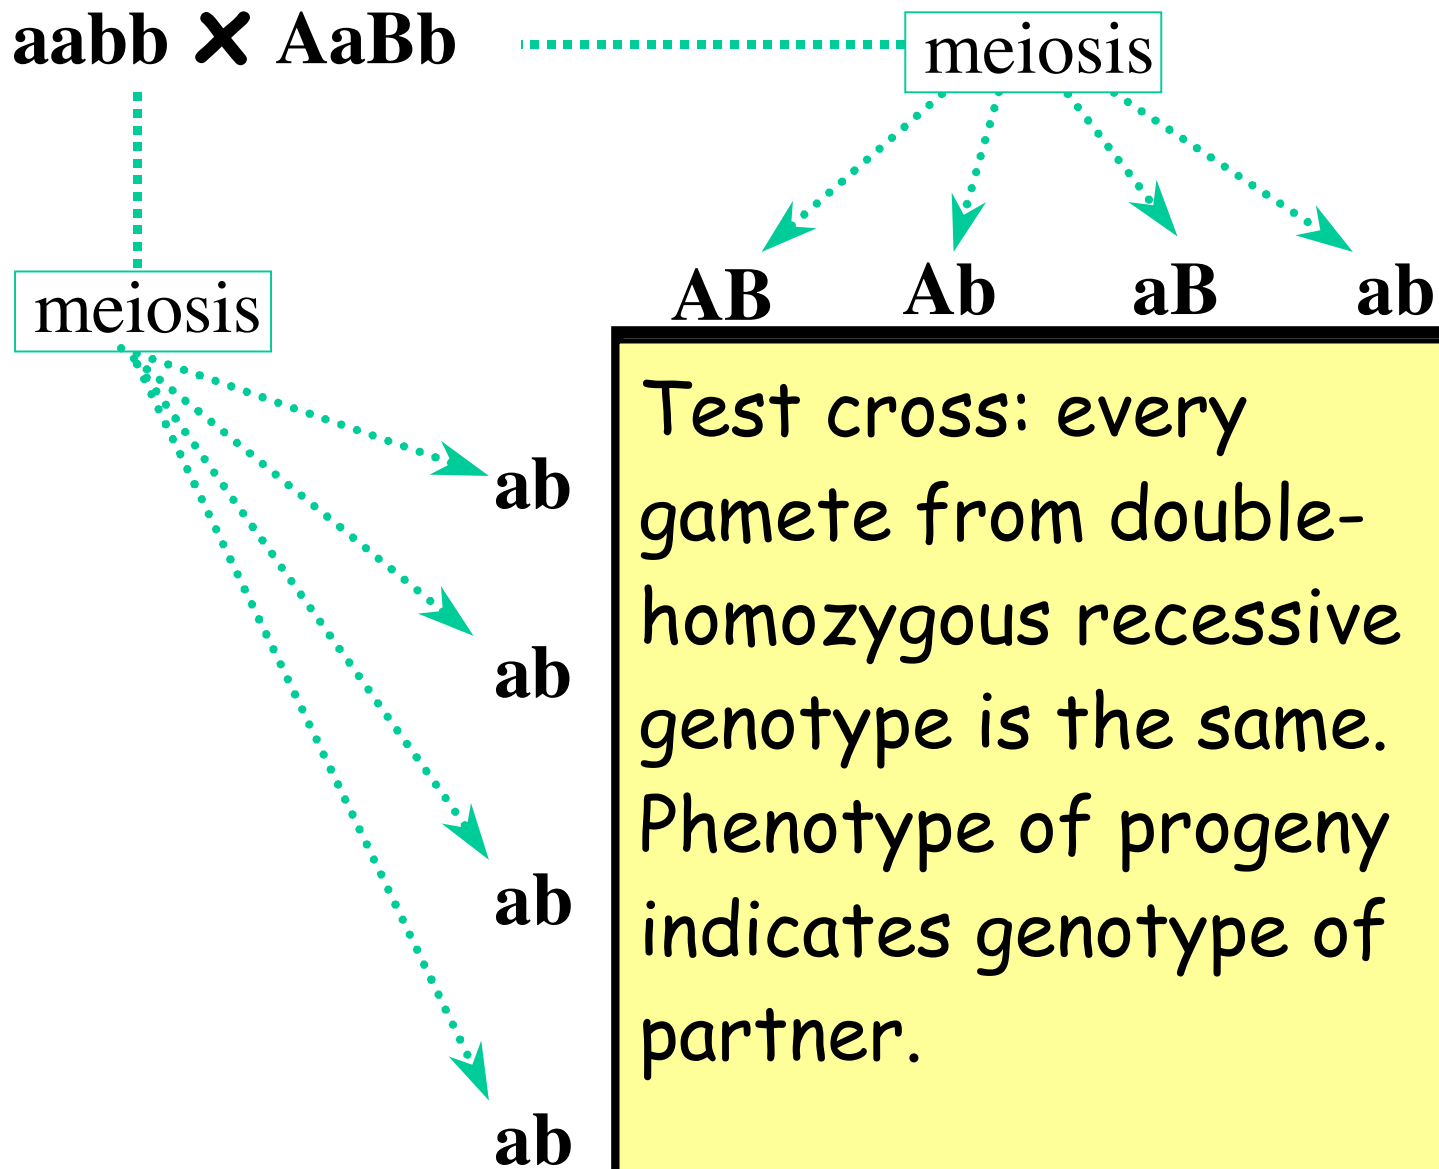 aabb × AaBb
meiosis
meiosis
AB Ab aB ab
ab
ab
ab
ab
Test cross: every
gamete from double-
homozygous recessive
genotype is the same.
Phenotype of progeny
indicates genotype of
partner.